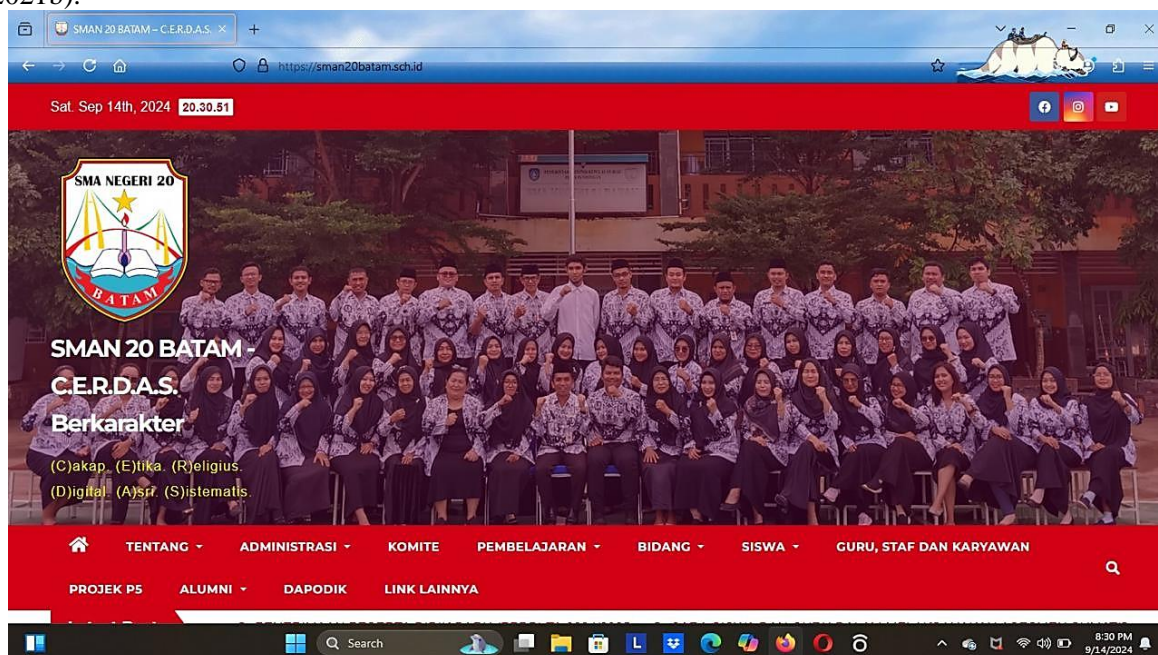 2021b).
SMAN 20 BATAM – C.E.R.D.A.S.
https://sman20batam.sch.id
Sat. Sep 14th, 2024 20.30.51
SMA NEGERI 20
BATAM
SMAN 20 BATAM -
C.E.R.D.A.S.
Berkarakter
(C)akap. (E)tika. (R)eligius.
(D)igital. (A)sri. (S)istematis.
TENTANG
ADMINISTRASI
KOMITE
PEMBELAJARAN
BIDANG
SISWA
GURU, STAF DAN KARYAWAN
PROJEK P5
ALUMNI
DAPODIK
LINK LAINNYA
Search
8:30 PM
9/14/2024